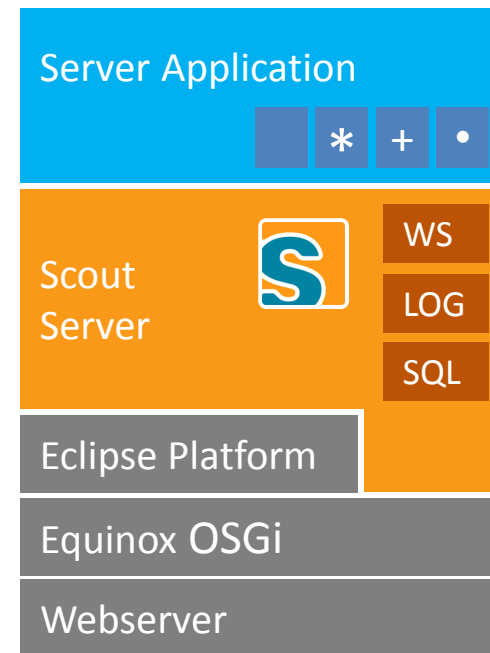 Server Application
* + •
WS
Scout
Server
S
LOG
SQL
Eclipse Platform
Equinox OSGi
Webserver